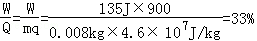 W/Q = W/mq = 135J×900 / 0.008kg×4.6×10⁷J/kg = 33%